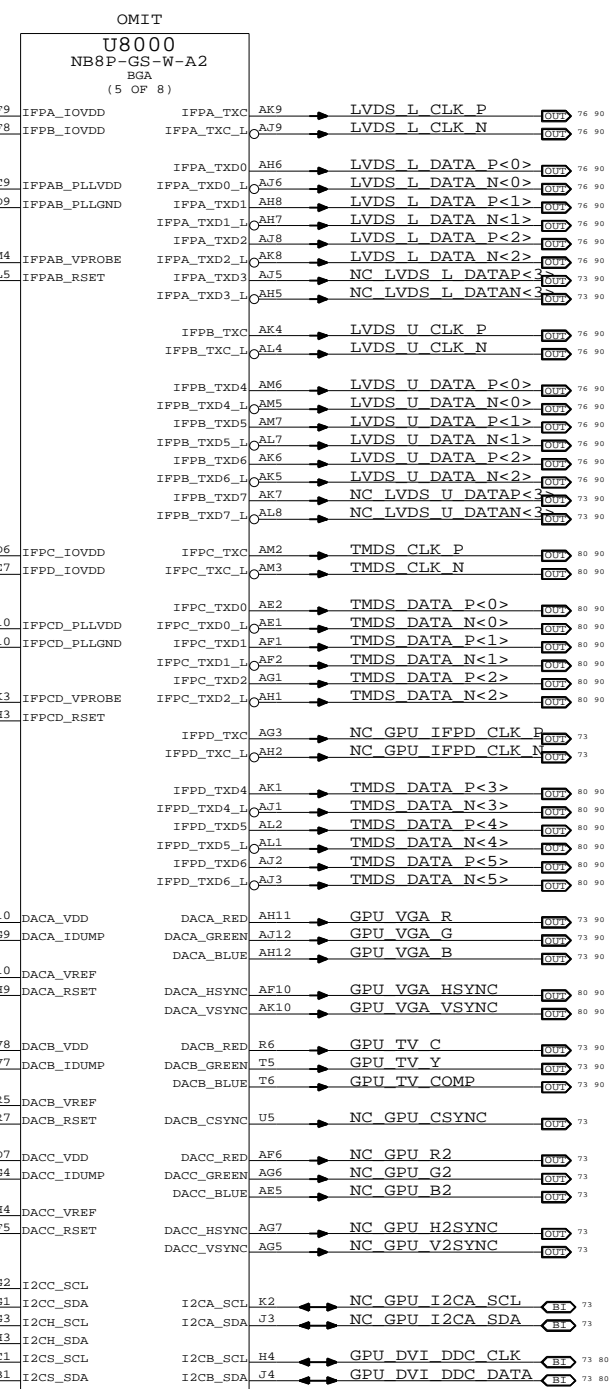 OMIT
U8000
NB8P-GS-W-A2
BGA
(5 OF 8)
IFPA_IOVDD IFPA_TXC AK9 LVDS_L_CLK_P OUT 76 90
IFPB_IOVDD IFPA_TXC_L AJ9 LVDS_L_CLK_N OUT 76 90
IFPA_TXD0 AH6 LVDS_L_DATA_P<0> OUT 76 90
IFPAB_PLLVDD IFPA_TXD0_L AJ6 LVDS_L_DATA_N<0> OUT 76 90
IFPAB_PLLGND IFPA_TXD1 AH8 LVDS_L_DATA_P<1> OUT 76 90
IFPA_TXD1_L AH7 LVDS_L_DATA_N<1> OUT 76 90
IFPA_TXD2 AJ8 LVDS_L_DATA_P<2> OUT 76 90
IFPAB_VPROBE IFPA_TXD2_L AK8 LVDS_L_DATA_N<2> OUT 76 90
IFPAB_RSET IFPA_TXD3 AJ5 NC_LVDS_L_DATAP<3> OUT 73 90
IFPA_TXD3_L AH5 NC_LVDS_L_DATAN<3> OUT 73 90
IFPB_TXC AK4 LVDS_U_CLK_P OUT 76 90
IFPB_TXC_L AL4 LVDS_U_CLK_N OUT 76 90
IFPB_TXD4 AM6 LVDS_U_DATA_P<0> OUT 76 90
IFPB_TXD4_L AM5 LVDS_U_DATA_N<0> OUT 76 90
IFPB_TXD5 AM7 LVDS_U_DATA_P<1> OUT 76 90
IFPB_TXD5_L AL7 LVDS_U_DATA_N<1> OUT 76 90
IFPB_TXD6 AK6 LVDS_U_DATA_P<2> OUT 76 90
IFPB_TXD6_L AK5 LVDS_U_DATA_N<2> OUT 76 90
IFPB_TXD7 AK7 NC_LVDS_U_DATAP<3> OUT 73 90
IFPB_TXD7_L AL8 NC_LVDS_U_DATAN<3> OUT 73 90
IFPC_IOVDD IFPC_TXC AM2 TMDS_CLK_P OUT 80 90
IFPD_IOVDD IFPC_TXC_L AM3 TMDS_CLK_N OUT 80 90
IFPC_TXD0 AE2 TMDS_DATA_P<0> OUT 80 90
IFPCD_PLLVDD IFPC_TXD0_L AE1 TMDS_DATA_N<0> OUT 80 90
IFPCD_PLLGND IFPC_TXD1 AF1 TMDS_DATA_P<1> OUT 80 90
IFPC_TXD1_L AF2 TMDS_DATA_N<1> OUT 80 90
IFPC_TXD2 AG1 TMDS_DATA_P<2> OUT 80 90
IFPCD_VPROBE IFPC_TXD2_L AH1 TMDS_DATA_N<2> OUT 80 90
IFPCD_RSET
IFPD_TXC AG3 NC_GPU_IFPD_CLK_P OUT 73
IFPD_TXC_L AH2 NC_GPU_IFPD_CLK_N OUT 73
IFPD_TXD4 AK1 TMDS_DATA_P<3> OUT 80 90
IFPD_TXD4_L AJ1 TMDS_DATA_N<3> OUT 80 90
IFPD_TXD5 AL2 TMDS_DATA_P<4> OUT 80 90
IFPD_TXD5_L AL1 TMDS_DATA_N<4> OUT 80 90
IFPD_TXD6 AJ2 TMDS_DATA_P<5> OUT 80 90
IFPD_TXD6_L AJ3 TMDS_DATA_N<5> OUT 80 90
DACA_VDD DACA_RED AH11 GPU_VGA_R OUT 73 90
DACA_IDUMP DACA_GREEN AJ12 GPU_VGA_G OUT 73 90
DACA_BLUE AH12 GPU_VGA_B OUT 73 90
DACA_VREF
DACA_RSET DACA_HSYNC AF10 GPU_VGA_HSYNC OUT 80 90
DACA_VSYNC AK10 GPU_VGA_VSYNC OUT 80 90
DACB_VDD DACB_RED R6 GPU_TV_C OUT 73 90
DACB_IDUMP DACB_GREEN T5 GPU_TV_Y OUT 73 90
DACB_BLUE T6 GPU_TV_COMP OUT 73 90
DACB_VREF
DACB_RSET DACB_CSYNC U5 NC_GPU_CSYNC OUT 73
DACC_VDD DACC_RED AF6 NC_GPU_R2 OUT 73
DACC_IDUMP DACC_GREEN AG6 NC_GPU_G2 OUT 73
DACC_BLUE AE5 NC_GPU_B2 OUT 73
DACC_VREF
DACC_RSET DACC_HSYNC AG7 NC_GPU_H2SYNC OUT 73
DACC_VSYNC AG5 NC_GPU_V2SYNC OUT 73
I2CC_SCL
I2CC_SDA I2CA_SCL K2 NC_GPU_I2CA_SCL BI 73
I2CH_SCL I2CA_SDA J3 NC_GPU_I2CA_SDA BI 73
I2CH_SDA
I2CS_SCL I2CB_SCL H4 GPU_DVI_DDC_CLK BI 73 80
I2CS_SDA I2CB_SDA J4 GPU_DVI_DDC_DATA BI 73 80